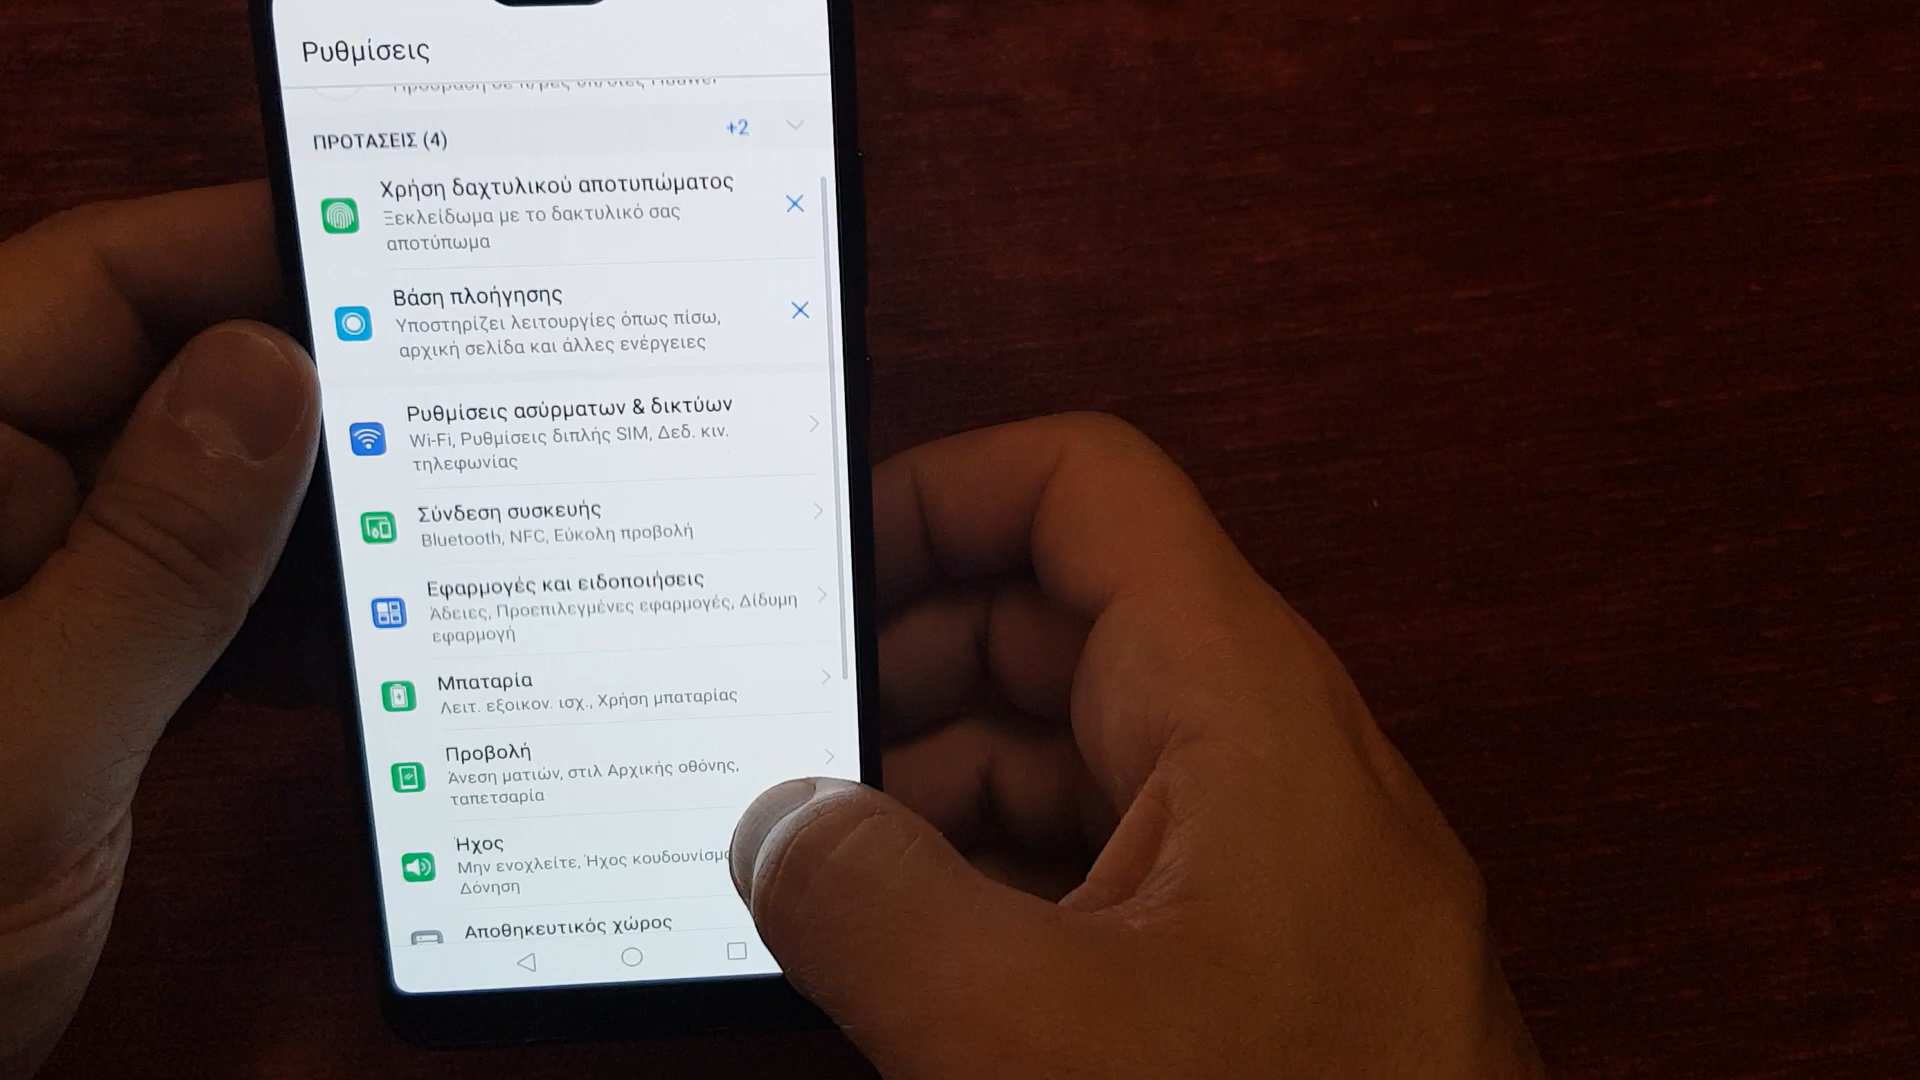 Ρυθμίσεις
ΠΡΟΤΑΣΕΙΣ (4)
+2
Χρήση δαχτυλικού αποτυπώματος
Ξεκλείδωμα με το δακτυλικό σας
αποτύπωμα
Βάση πλοήγησης
Υποστηρίζει λειτουργίες όπως πίσω,
αρχική σελίδα και άλλες ενέργειες
Ρυθμίσεις ασύρματων & δικτύων
Wi-Fi, Ρυθμίσεις διπλής SIM, Δεδ. κιν.
τηλεφωνίας
Σύνδεση συσκευής
Bluetooth, NFC, Εύκολη προβολή
Εφαρμογές και ειδοποιήσεις
Άδειες, Προεπιλεγμένες εφαρμογές, Δίδυμη
εφαρμογή
Μπαταρία
Λειτ. εξοικον. ισχ., Χρήση μπαταρίας
Προβολή
Άνεση ματιών, στιλ Αρχικής οθόνης,
ταπετσαρία
Ήχος
Μην ενοχλείτε, Ήχος
Δόνηση
Αποθηκευτικός χώρος